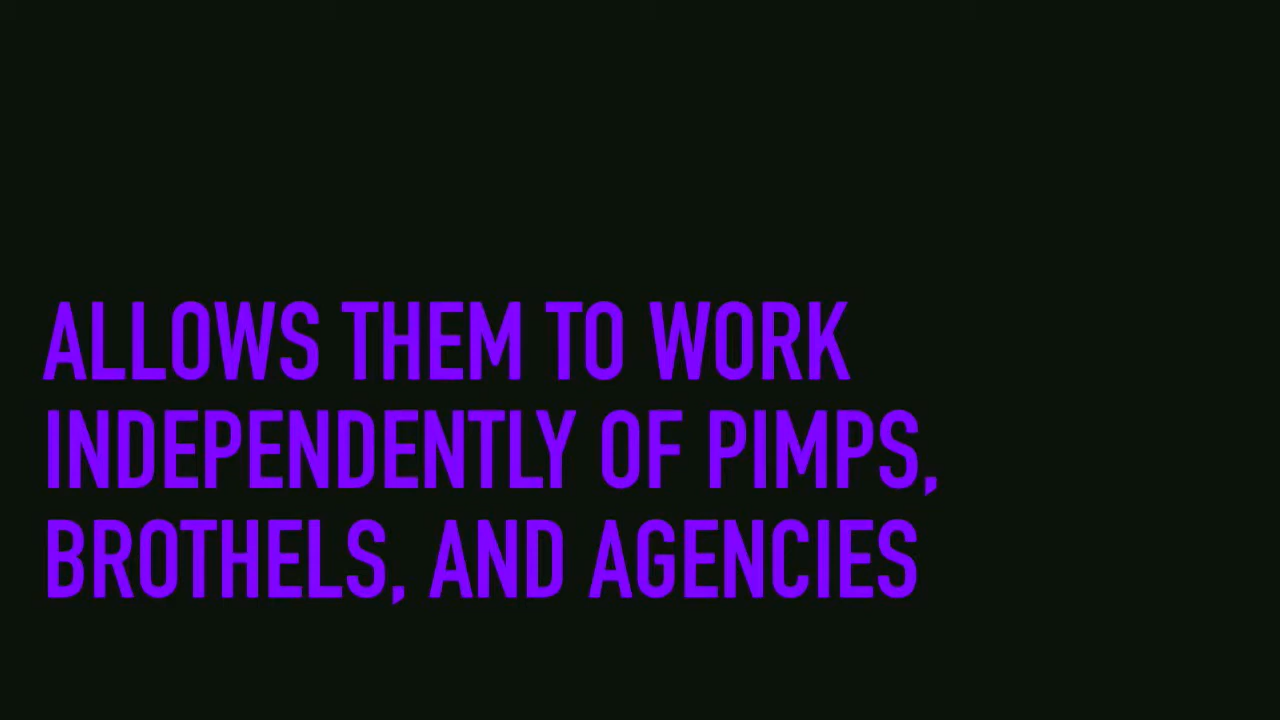 ALLOWS THEM TO WORK
INDEPENDENTLY OF PIMPS,
BROTHELS, AND AGENCIES